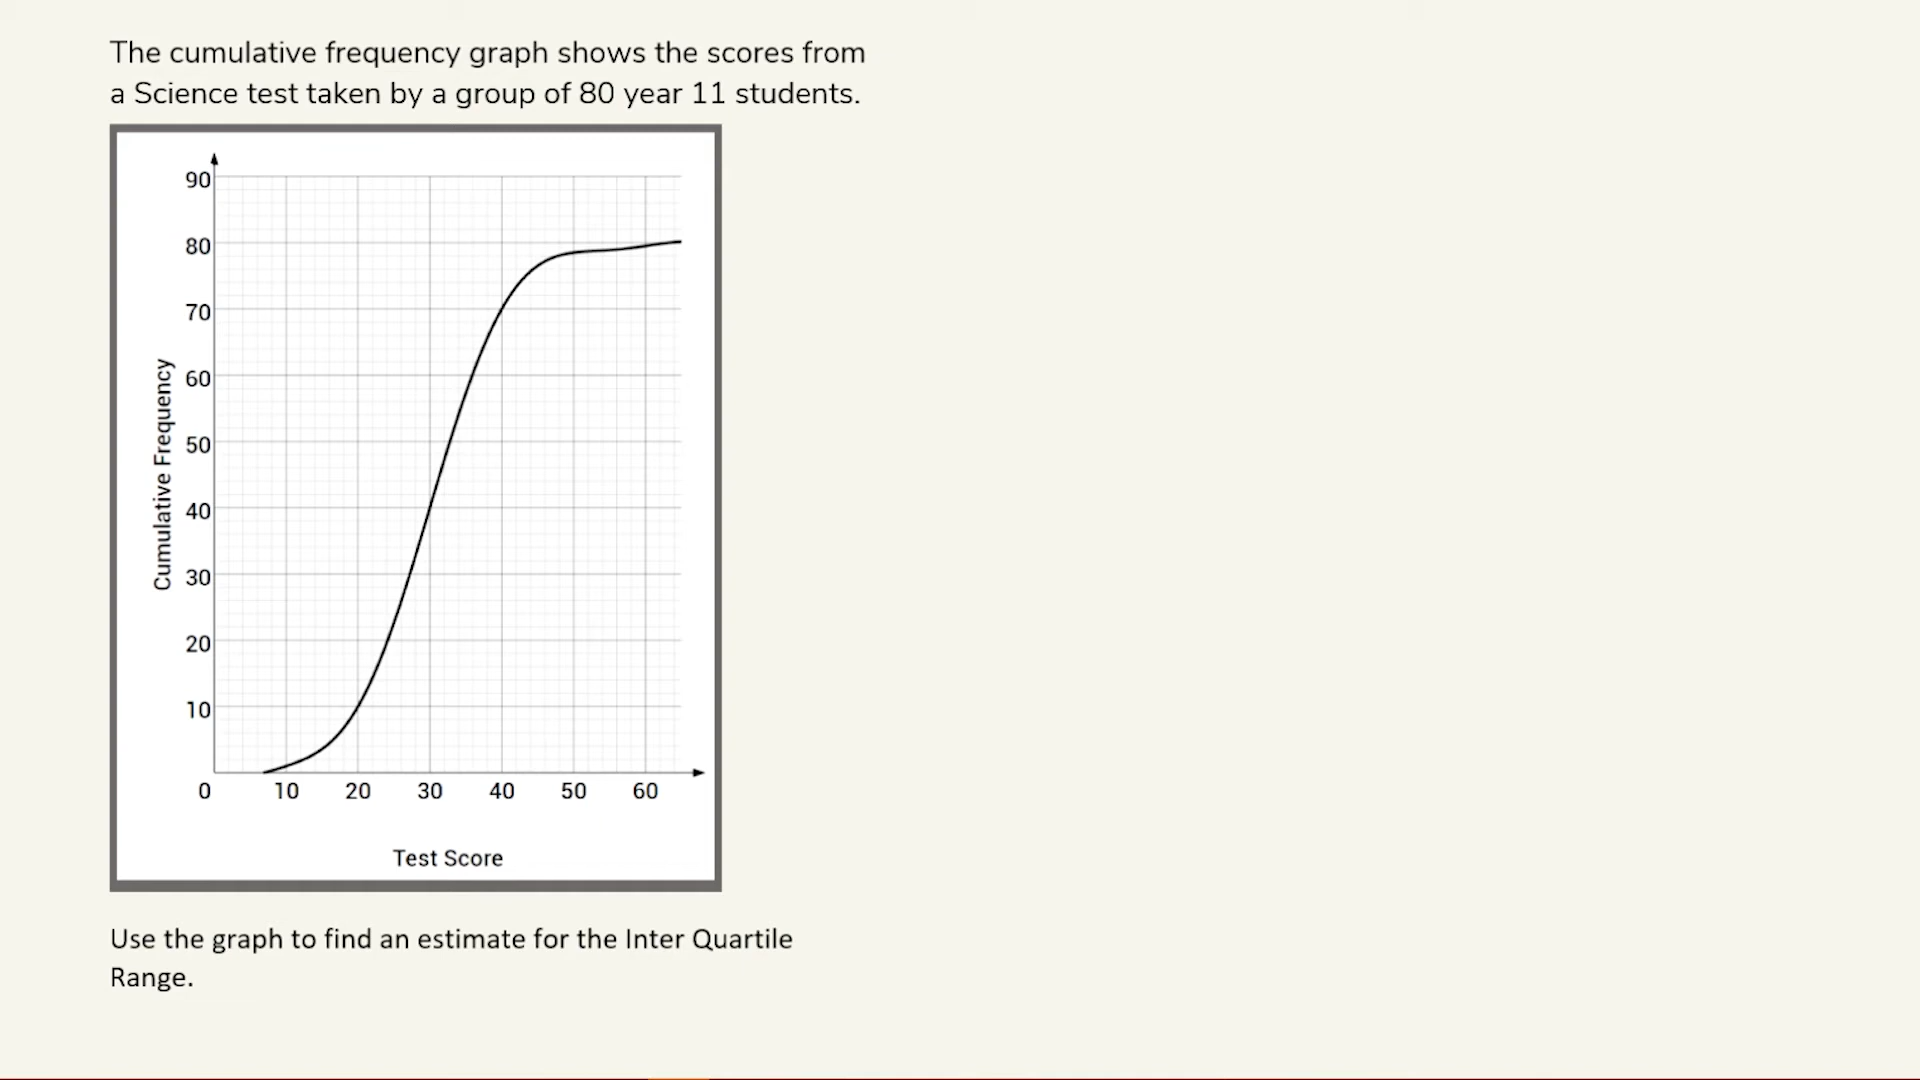 The cumulative frequency graph shows the scores from
a Science test taken by a group of 80 year 11 students.
90
80
70
60
50
40
30
20
10
Cumulative Frequency
0 10 20 30 40 50 60
Test Score
Use the graph to find an estimate for the Inter Quartile
Range.